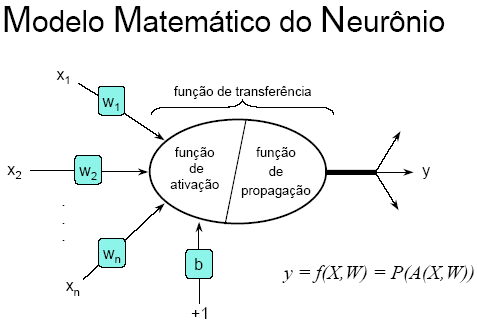 Modelo Matemático do Neurônio
função de transferência
x1
w1
x2
w2
.
.
.
wn
xn
função
de
ativação
função
de
propagação
y
b
+1
y = f(X,W) = P(A(X,W))